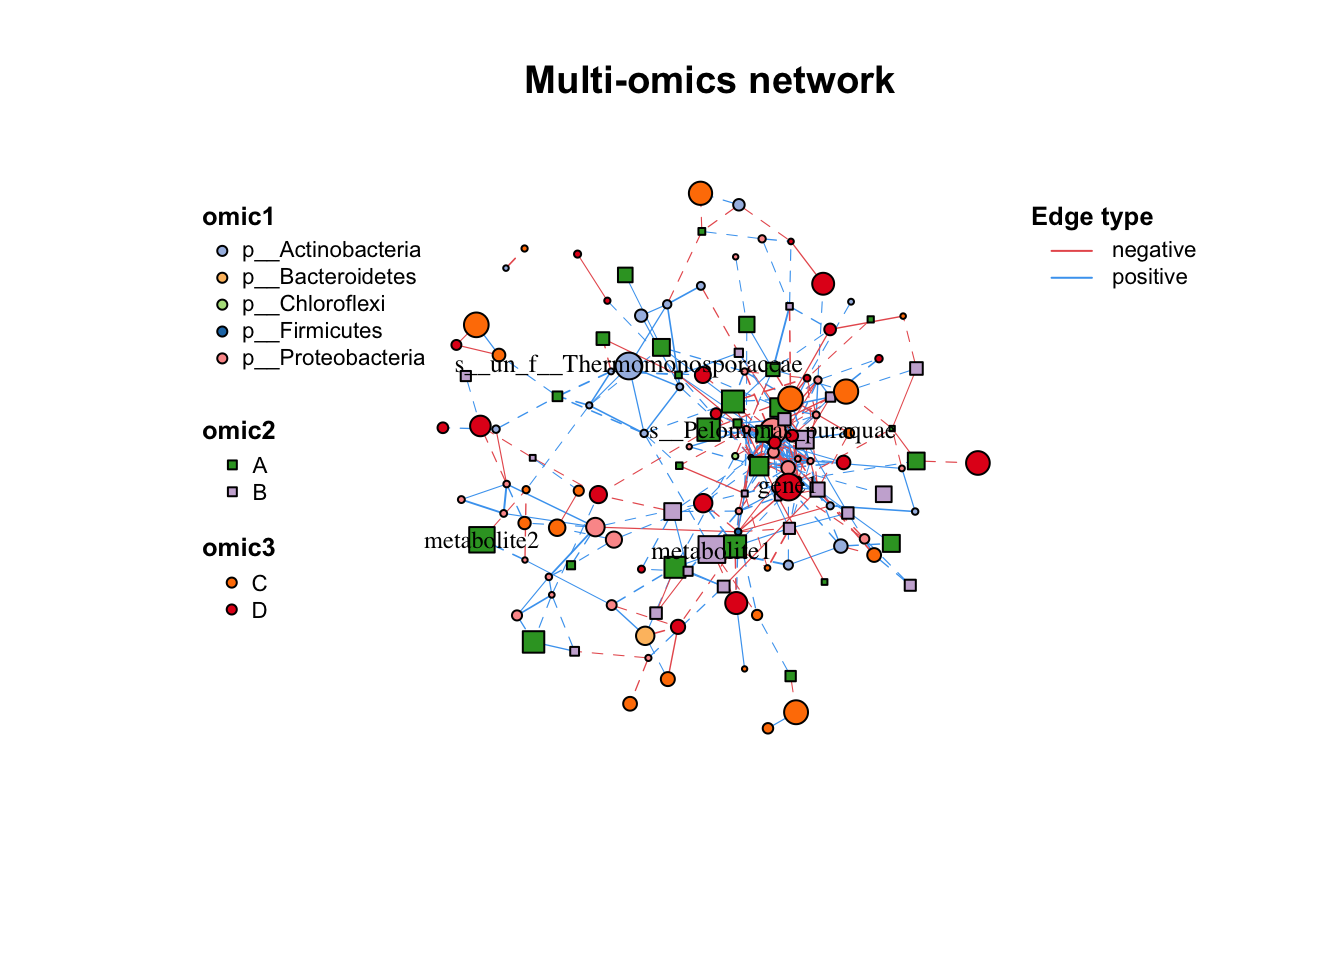 Multi-omics network
omic1
p__Actinobacteria
p__Bacteroidetes
p__Chloroflexi
p__Firmicutes
p__Proteobacteria
omic2
A
B
omic3
C
D
Edge type
negative
positive
s__un_f__Thermomonosporaceae
s__Pelomonas_puraquae
metabolite2
metabolite1